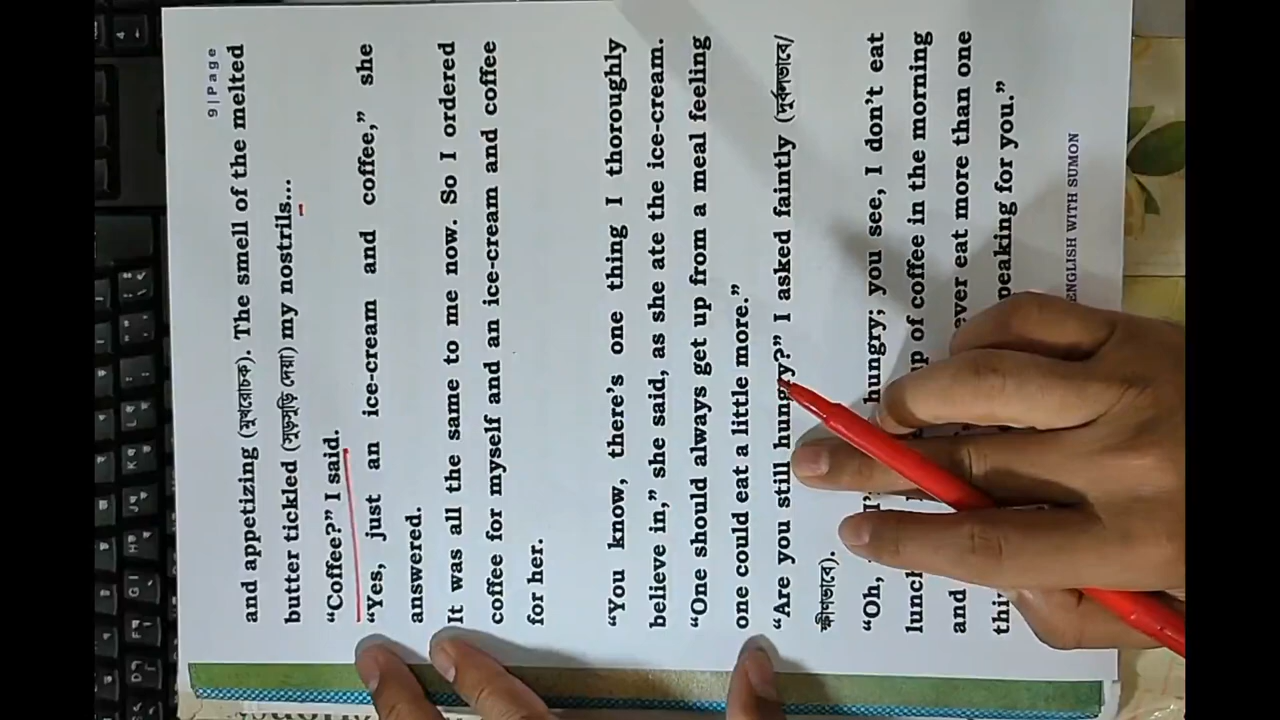 9 | Page
and appetizing (মুখরোচক). The smell of the melted
butter tickled (সুড়সুড়ি দেয়া) my nostrils...
“Coffee?” I said.
“Yes, just an ice-cream and coffee,” she
answered.
It was all the same to me now. So I ordered
coffee for myself and an ice-cream and coffee
for her.
“You know, there’s one thing I thoroughly
believe in,” she said, as she ate the ice-cream.
“One should always get up from a meal feeling
one could eat a little more.”
“Are you still hungry?” I asked faintly (দুর্বলভাবে/
ক্ষীণভাবে).
“Oh, hungry; you see, I don’t eat
of coffee in the morning
and more than one
for you.”
ENGLISH WITH SUMON